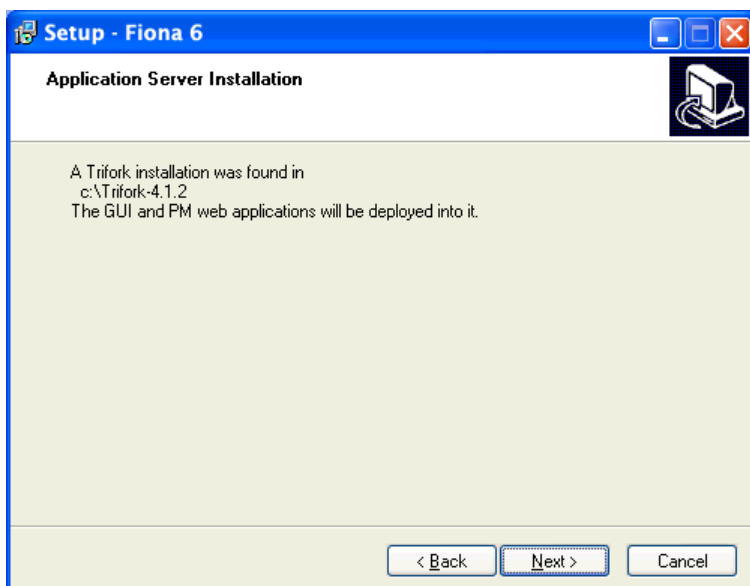 Setup - Fiona 6
Application Server Installation
A Trifork installation was found in
c:\Trifork-4.1.2
The GUI and PM web applications will be deployed into it.
< Back
Next >
Cancel